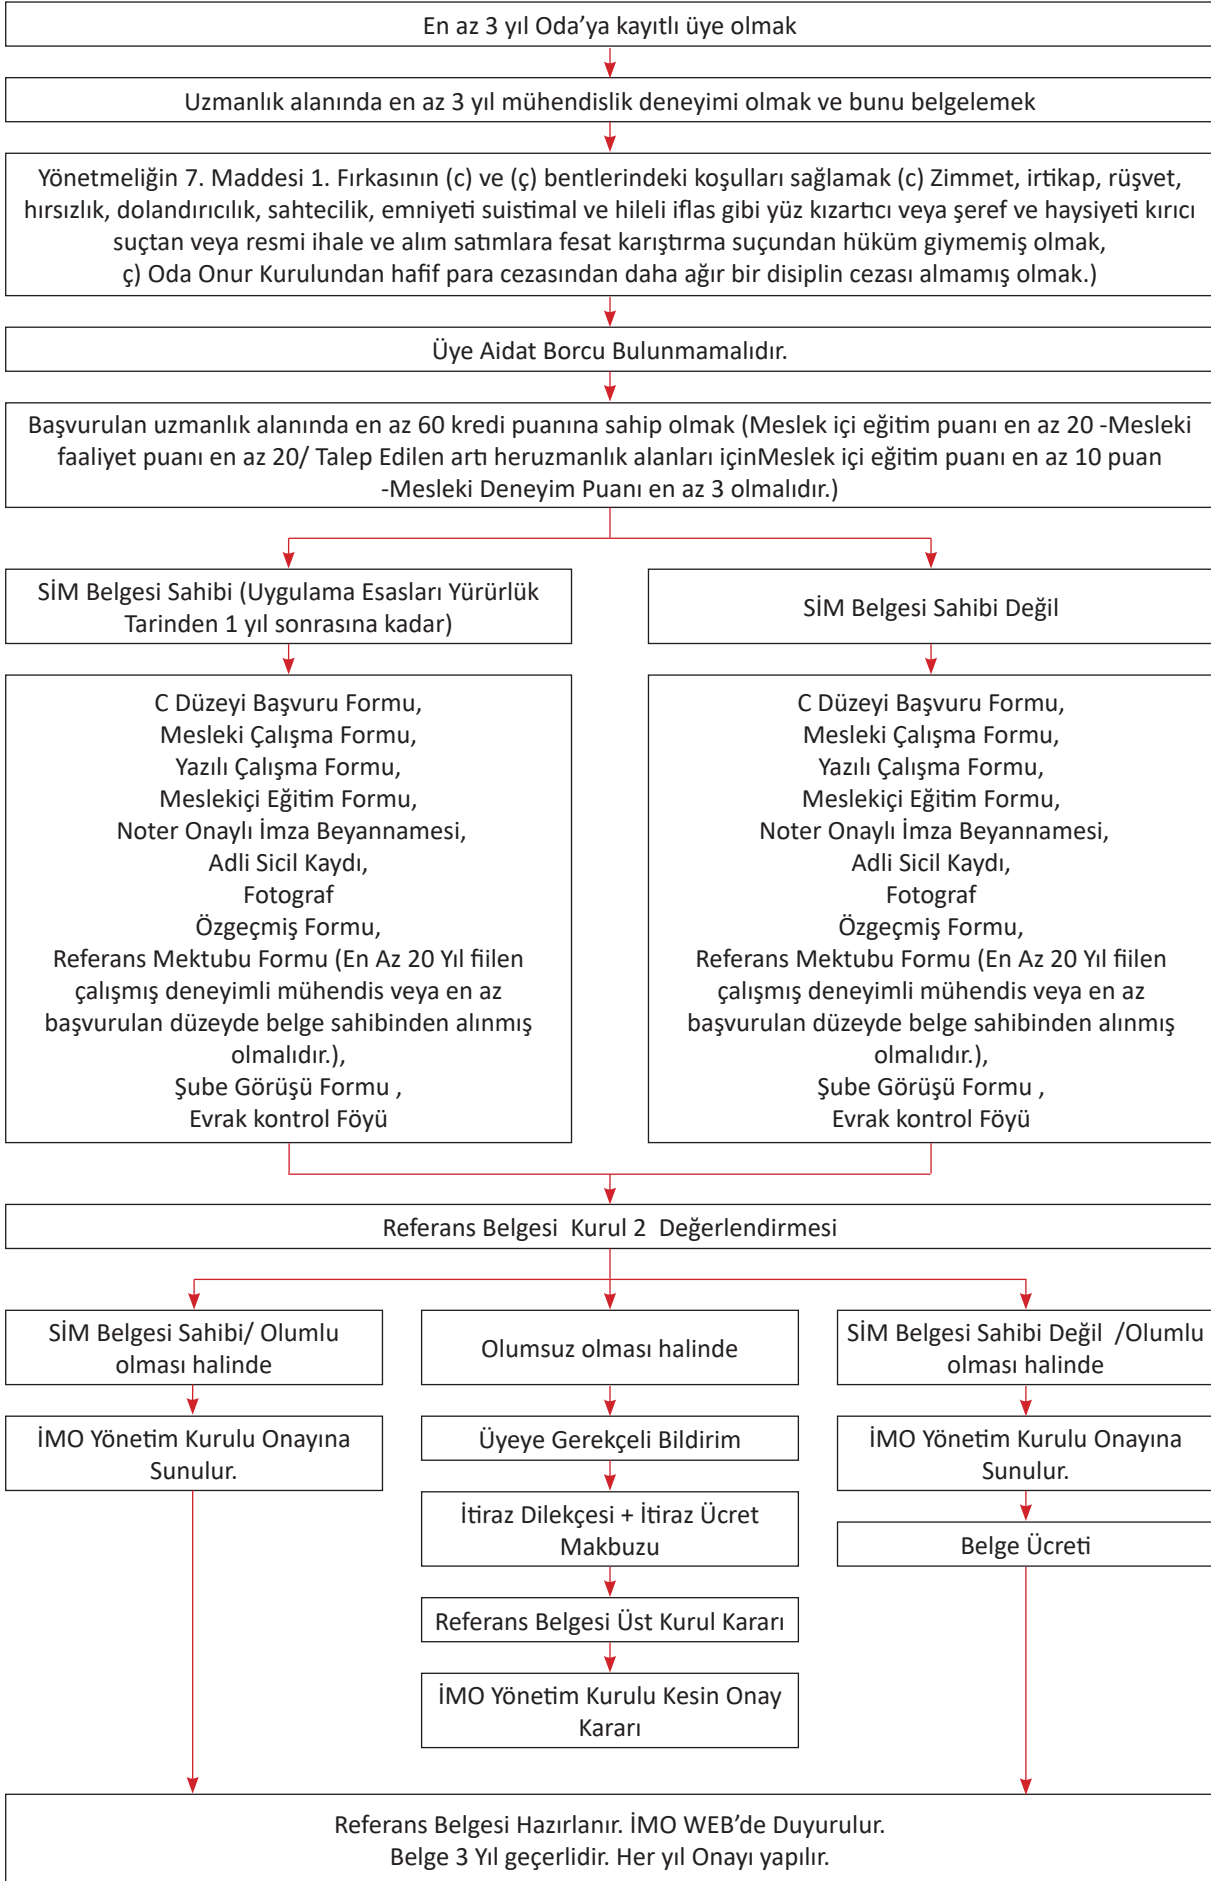 En az 3 yıl Oda’ya kayıtlı üye olmak
Uzmanlık alanında en az 3 yıl mühendislik deneyimi olmak ve bunu belgelemek
Yönetmeliğin 7. Maddesi 1. Fırkasının (c) ve (ç) bentlerindeki koşulları sağlamak (c) Zimmet, irtikap, rüşvet,
hırsızlık, dolandırıcılık, sahtecilik, emniyeti suistimal ve hileli iflas gibi yüz kızartıcı veya şeref ve haysiyeti kırıcı
suçtan veya resmi ihale ve alım satımlara fesat karıştırma suçundan hüküm giymemiş olmak,
ç) Oda Onur Kurulundan hafif para cezasından daha ağır bir disiplin cezası almamış olmak.)
Üye Aidat Borcu Bulunmamalıdır.
Başvurulan uzmanlık alanında en az 60 kredi puanına sahip olmak (Meslek içi eğitim puanı en az 20 -Mesleki
faaliyet puanı en az 20/ Talep Edilen artı heruzmanlık alanları içinMeslek içi eğitim puanı en az 10 puan
-Mesleki Deneyim Puanı en az 3 olmalıdır.)
SİM Belgesi Sahibi (Uygulama Esasları Yürürlük
Tarinden 1 yıl sonrasına kadar)
C Düzeyi Başvuru Formu,
Mesleki Çalışma Formu,
Yazılı Çalışma Formu,
Meslekiçi Eğitim Formu,
Noter Onaylı İmza Beyannamesi,
Adli Sicil Kaydı,
Fotograf
Özgeçmiş Formu,
Referans Mektubu Formu (En Az 20 Yıl fiilen
çalışmış deneyimli mühendis veya en az
başvurulan düzeyde belge sahibinden alınmış
olmalıdır.),
Şube Görüşü Formu ,
Evrak kontrol Föyü
SİM Belgesi Sahibi Değil
C Düzeyi Başvuru Formu,
Mesleki Çalışma Formu,
Yazılı Çalışma Formu,
Meslekiçi Eğitim Formu,
Noter Onaylı İmza Beyannamesi,
Adli Sicil Kaydı,
Fotograf
Özgeçmiş Formu,
Referans Mektubu Formu (En Az 20 Yıl fiilen
çalışmış deneyimli mühendis veya en az
başvurulan düzeyde belge sahibinden alınmış
olmalıdır.),
Şube Görüşü Formu ,
Evrak kontrol Föyü
Referans Belgesi Kurul 2 Değerlendirmesi
SİM Belgesi Sahibi/ Olumlu
olması halinde
İMO Yönetim Kurulu Onayına
Sunulur.
Olumsuz olması halinde
Üyeye Gerekçeli Bildirim
İtiraz Dilekçesi + İtiraz Ücret
Makbuzu
Referans Belgesi Üst Kurul Kararı
İMO Yönetim Kurulu Kesin Onay
Kararı
SİM Belgesi Sahibi Değil /Olumlu
olması halinde
İMO Yönetim Kurulu Onayına
Sunulur.
Belge Ücreti
Referans Belgesi Hazırlanır. İMO WEB’de Duyurulur.
Belge 3 Yıl geçerlidir. Her yıl Onayı yapılır.